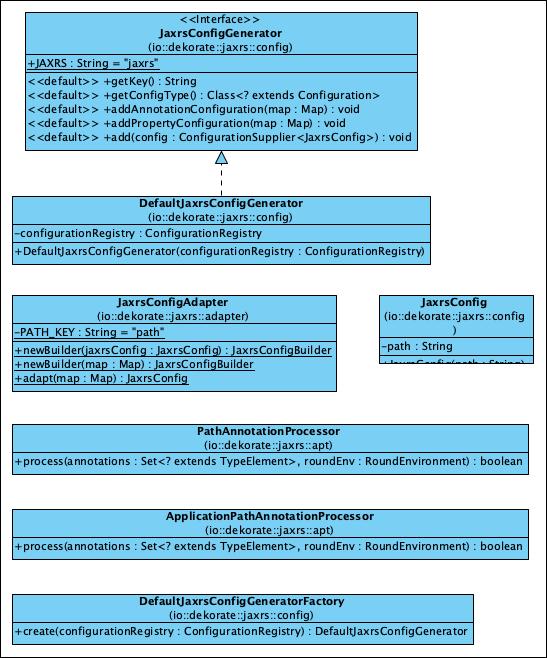 <<Interface>>
JaxrsConfigGenerator
(io::dekorate::jaxrs::config)
+JAXRS : String = "jaxrs"
<<default>> +getKey() : String
<<default>> +getConfigType() : Class<? extends Configuration>
<<default>> +addAnnotationConfiguration(map : Map) : void
<<default>> +addPropertyConfiguration(map : Map) : void
<<default>> +add(config : ConfigurationSupplier<JaxrsConfig>) : void
DefaultJaxrsConfigGenerator
(io::dekorate::jaxrs::config)
-configurationRegistry : ConfigurationRegistry
+DefaultJaxrsConfigGenerator(configurationRegistry : ConfigurationRegistry)
JaxrsConfigAdapter
(io::dekorate::jaxrs::adapter)
-PATH_KEY : String = "path"
+newBuilder(jaxrsConfig : JaxrsConfig) : JaxrsConfigBuilder
+newBuilder(map : Map) : JaxrsConfigBuilder
+adapt(map : Map) : JaxrsConfig
JaxrsConfig
(io::dekorate::jaxrs::config
)
-path : String
+JaxrsConfig(path : String)
PathAnnotationProcessor
(io::dekorate::jaxrs::apt)
+process(annotations : Set<? extends TypeElement>, roundEnv : RoundEnvironment) : boolean
ApplicationPathAnnotationProcessor
(io::dekorate::jaxrs::apt)
+process(annotations : Set<? extends TypeElement>, roundEnv : RoundEnvironment) : boolean
DefaultJaxrsConfigGeneratorFactory
(io::dekorate::jaxrs::config)
+create(configurationRegistry : ConfigurationRegistry) : DefaultJaxrsConfigGenerator